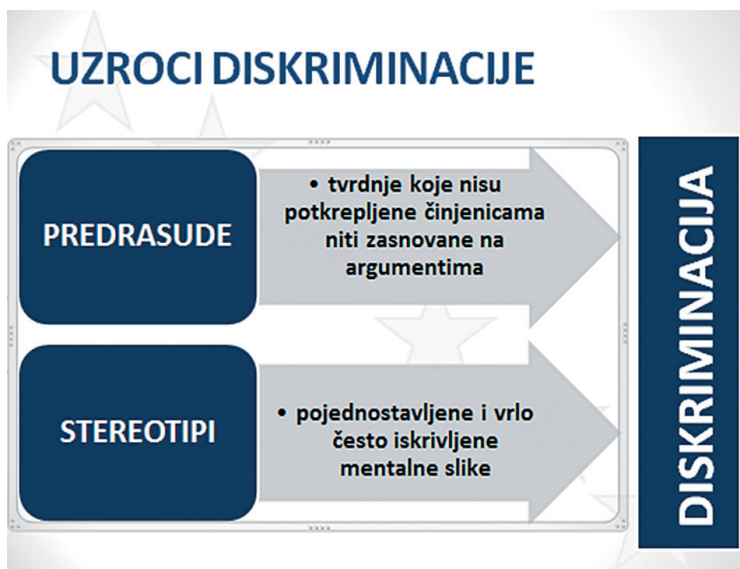 UZROCI DISKRIMINACIJE
PREDRASUDE
• tvrdnje koje nisu
potkrepljene činjenicama
niti zasnovane na
argumentima
STEREOTIPI
• pojednostavljene i vrlo
često iskrivljene
mentalne slike
DISKRIMINACIJA